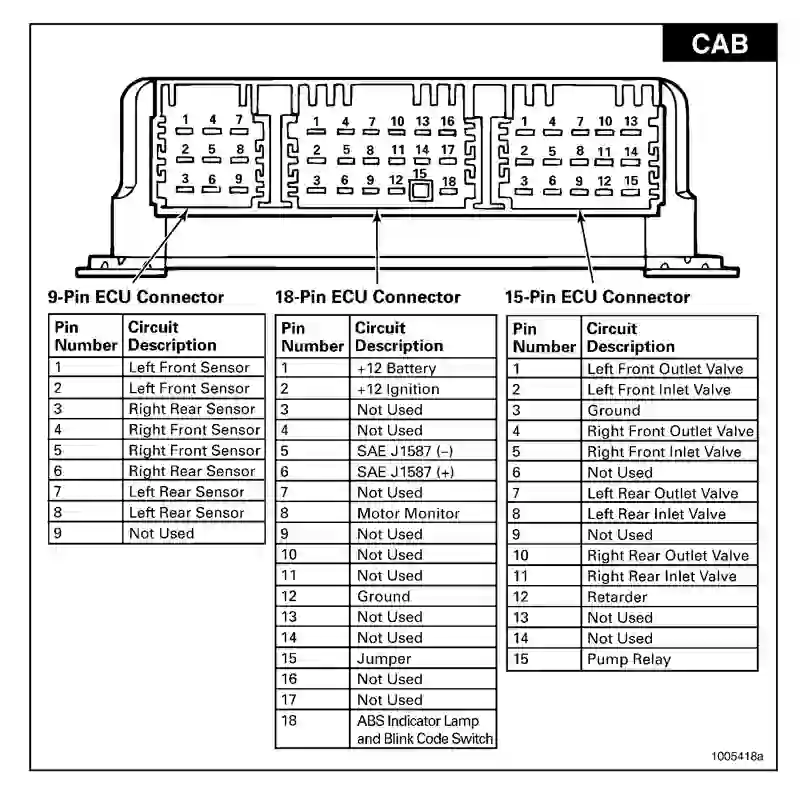 CAB
1 4 7 1 4 7 10 13 16 1 4 7 10 13
2 5 8 2 5 8 11 14 17 2 5 8 11 14
3 6 9 3 6 9 12 15 18 3 6 9 12 15
9-Pin ECU Connector
Pin Number Circuit Description
1 Left Front Sensor
2 Left Front Sensor
3 Right Rear Sensor
4 Right Front Sensor
5 Right Front Sensor
6 Right Rear Sensor
7 Left Rear Sensor
8 Left Rear Sensor
9 Not Used
18-Pin ECU Connector
Pin Number Circuit Description
1 +12 Battery
2 +12 Ignition
3 Not Used
4 Not Used
5 SAE J1587 (–)
6 SAE J1587 (+)
7 Not Used
8 Motor Monitor
9 Not Used
10 Not Used
11 Not Used
12 Ground
13 Not Used
14 Not Used
15 Jumper
16 Not Used
17 Not Used
18 ABS Indicator Lamp
and Blink Code Switch
15-Pin ECU Connector
Pin Number Circuit Description
1 Left Front Outlet Valve
2 Left Front Inlet Valve
3 Ground
4 Right Front Outlet Valve
5 Right Front Inlet Valve
6 Not Used
7 Left Rear Outlet Valve
8 Left Rear Inlet Valve
9 Not Used
10 Right Rear Outlet Valve
11 Right Rear Inlet Valve
12 Retarder
13 Not Used
14 Not Used
15 Pump Relay
1005418a